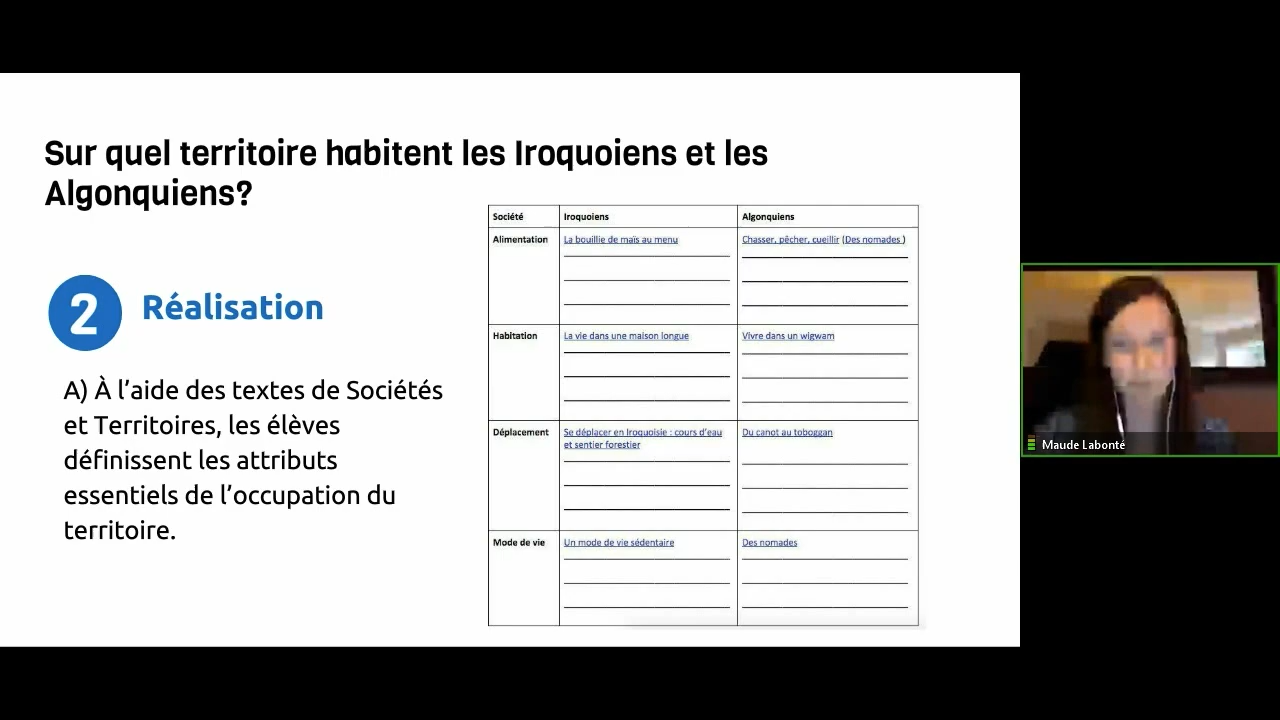 Sur quel territoire habitent les Iroquoiens et les
Algonquiens?
2 Réalisation
A) À l'aide des textes de Sociétés
et Territoires, les élèves
définissent les attributs
essentiels de l'occupation du
territoire.
Société Iroquoiens Algonquiens
Alimentation La bouillie de maïs au menu Chasser, pêcher, cueillir (Des nomades )
Habitation La vie dans une maison longue Vivre dans un wigwam
Déplacement Se déplacer en Iroquoisie : cours d'eau Du canot au toboggan
et sentier forestier
Mode de vie Un mode de vie sédentaire Des nomades
Maude Labonté